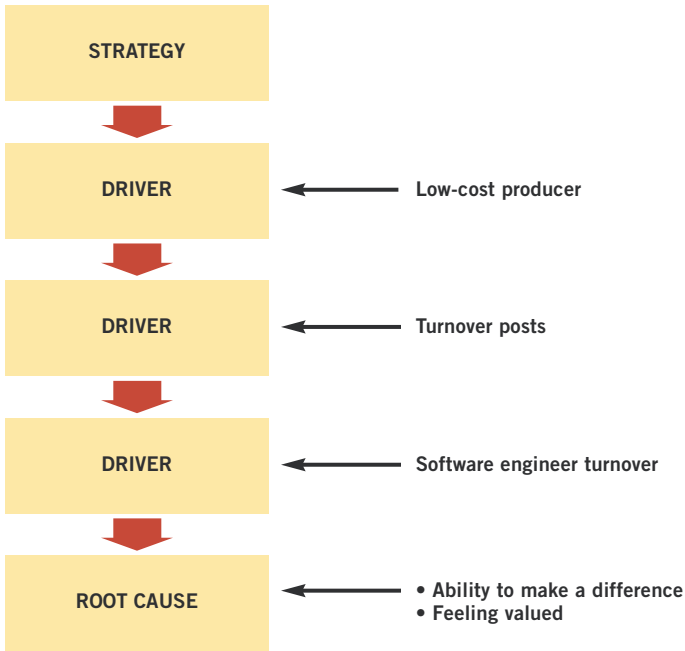 STRATEGY
DRIVER
Low-cost producer
DRIVER
Turnover posts
DRIVER
Software engineer turnover
ROOT CAUSE
• Ability to make a difference
• Feeling valued